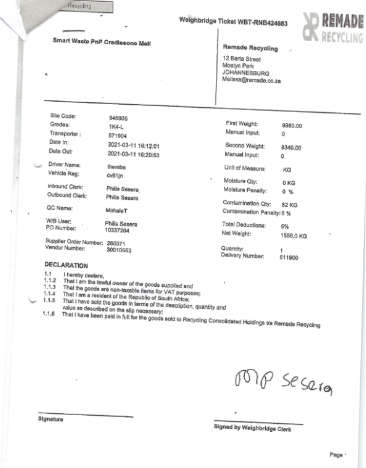 Recycling
Weighbridge Ticket WBT-RNB424683
REMADE
RECYCLING
Smart Waste PnP Cradlestone Mall
Remade Recycling
12 Barta Street
Mostyn Park
JOHANNESBURG
Melissa@remade.co.za
Site Code: 545905
Grades: 1K4-L
Transporter : 571904
Date In: 2021-03-11 16:12:01
Date Out: 2021-03-11 16:20:53
Driver Name: thembe
Vehicle Reg:
Inbound Clerk: Philis Sesera
Outbound Clerk: Philis Sesera
QC Name: MohaleT
W/B User: Philis Sesera
PO Number: 10337204
Supplier Order Number: 260371
Vendor Number: 30010563
First Weight: 9980.00
Manual Input: 0
Second Weight: 8340.00
Manual Input: 0
Unit of Measure: KG
Moisture Qty: 0 KG
Moisture Penalty: 0 %
Contamination Qty: 82 KG
Contamination Penalty: 5 %
Total Deductions: 5%
Net Weight: 1558,0 KG
Quantity: 1
Delivery Number: 511900
DECLARATION
1.1 I hereby declare,
1.1.2 That I am the lawful owner of the goods supplied and
1.1.3 That the goods are non-taxable items for VAT purposes;
1.1.4 That I am a resident of the Republic of South Africa;
1.1.5 That I have sold the goods in terms of the description, quantity and
value as described on the slip necessary;
1.1.6 That I have been paid in full for the goods sold to Recycling Consolidated Holdings t/a Remade Recycling
MP Sesera
Signature
Signed by Weighbridge Clerk
Page